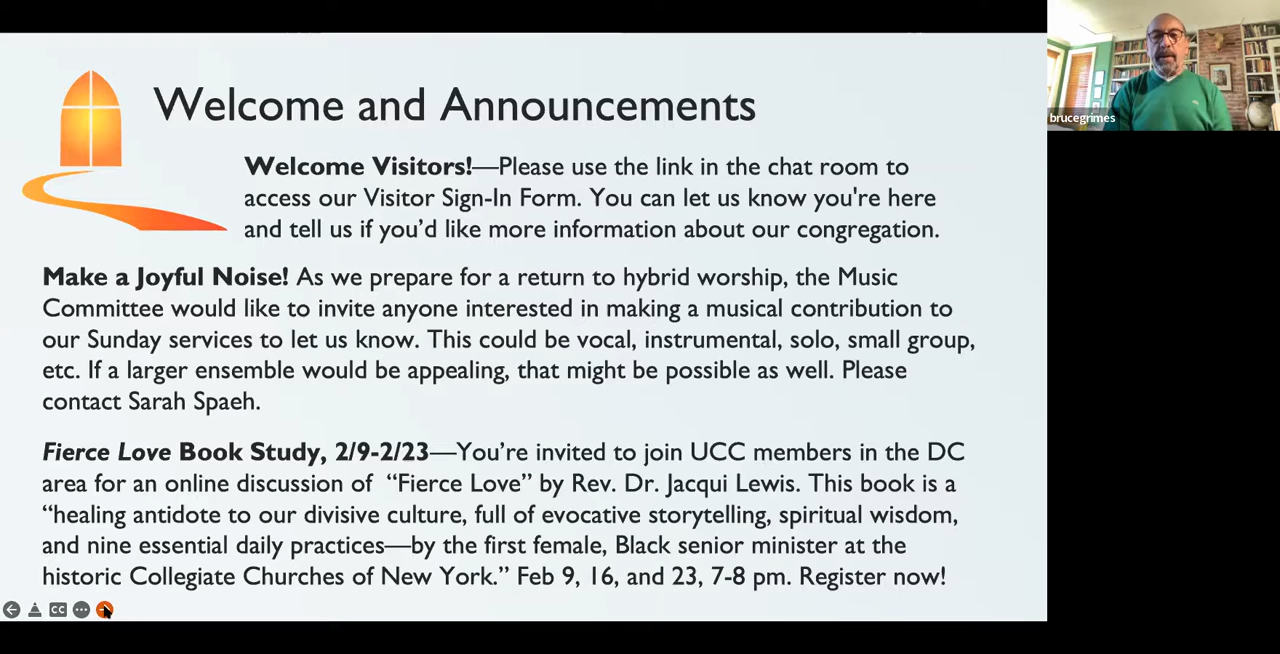 Welcome and Announcements
Welcome Visitors!—Please use the link in the chat room to
access our Visitor Sign-In Form. You can let us know you're here
and tell us if you’d like more information about our congregation.
Make a Joyful Noise! As we prepare for a return to hybrid worship, the Music
Committee would like to invite anyone interested in making a musical contribution to
our Sunday services to let us know. This could be vocal, instrumental, solo, small group,
etc. If a larger ensemble would be appealing, that might be possible as well. Please
contact Sarah Spaeh.
Fierce Love Book Study, 2/9-2/23—You’re invited to join UCC members in the DC
area for an online discussion of “Fierce Love” by Rev. Dr. Jacqui Lewis. This book is a
“healing antidote to our divisive culture, full of evocative storytelling, spiritual wisdom,
and nine essential daily practices—by the first female, Black senior minister at the
historic Collegiate Churches of New York.” Feb 9, 16, and 23, 7-8 pm. Register now!
CC
brucegrimes